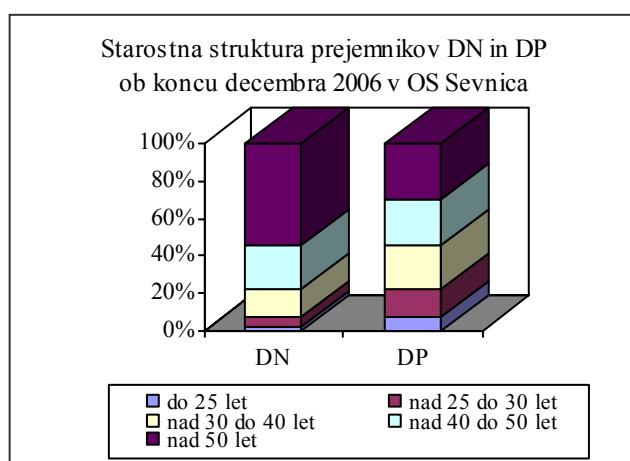 Starostna struktura prejemnikov DN in DP
ob koncu decembra 2006 v OS Sevnica
100%
80%
60%
40%
20%
0%
DN DP
do 25 let nad 25 do 30 let
nad 30 do 40 let nad 40 do 50 let
nad 50 let